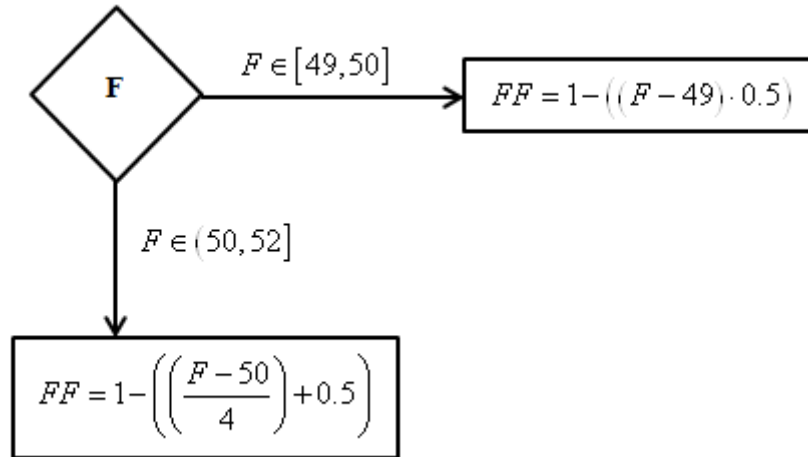 F
F ∈ [49,50]
FF = 1−((F−49)·0.5)
F ∈ (50,52]
FF = 1−(((F−50)/4)+0.5)